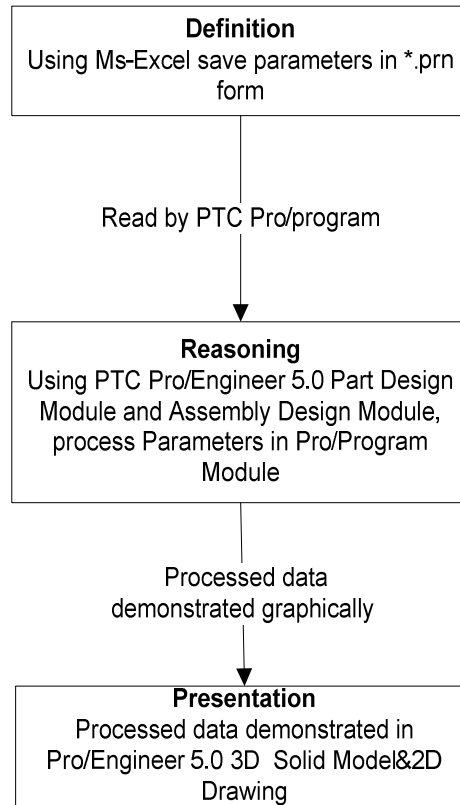 Definition
Using Ms-Excel save parameters in *.prn
form
Read by PTC Pro/program
Reasoning
Using PTC Pro/Engineer 5.0 Part Design
Module and Assembly Design Module,
process Parameters in Pro/Program
Module
Processed data
demonstrated graphically
Presentation
Processed data demonstrated in
Pro/Engineer 5.0 3D Solid Model&2D
Drawing